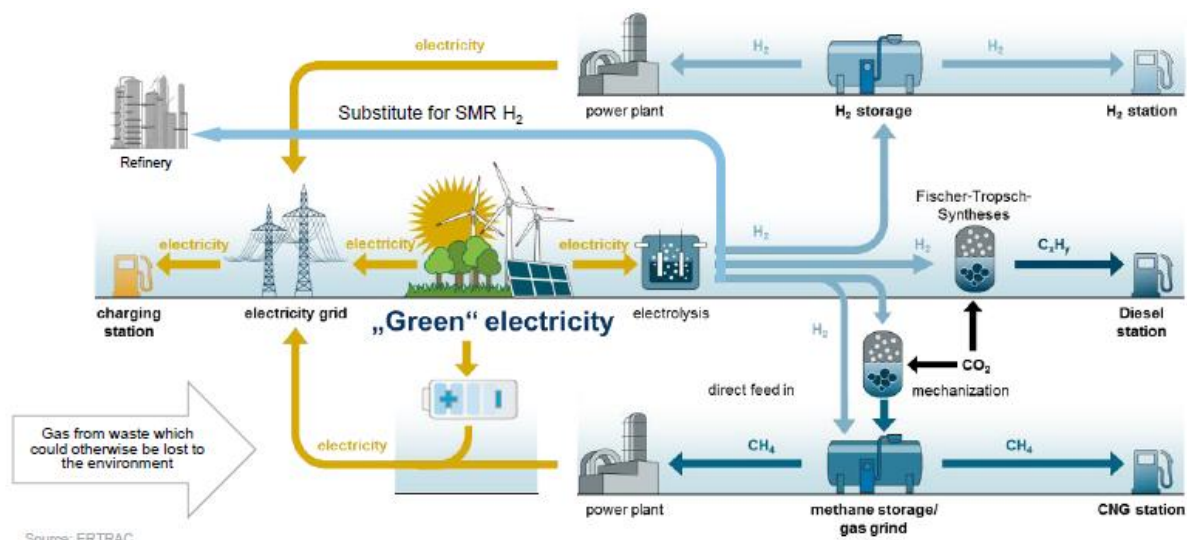 electricity
H₂
H₂
power plant
H₂ storage
H₂ station
Substitute for SMR H₂
Refinery
Fischer-Tropsch-
Syntheses
electricity
electricity
electricity
H₂
H₂
CₓHᵧ
charging
station
electricity grid
„Green“ electricity
electrolysis
Diesel
station
H₂
CO₂
direct feed in
mechanization
+
-
Gas from waste which
could otherwise be lost to
the environment
electricity
CH₄
CH₄
power plant
methane storage/
gas grind
CNG station
Source: ERTRAC